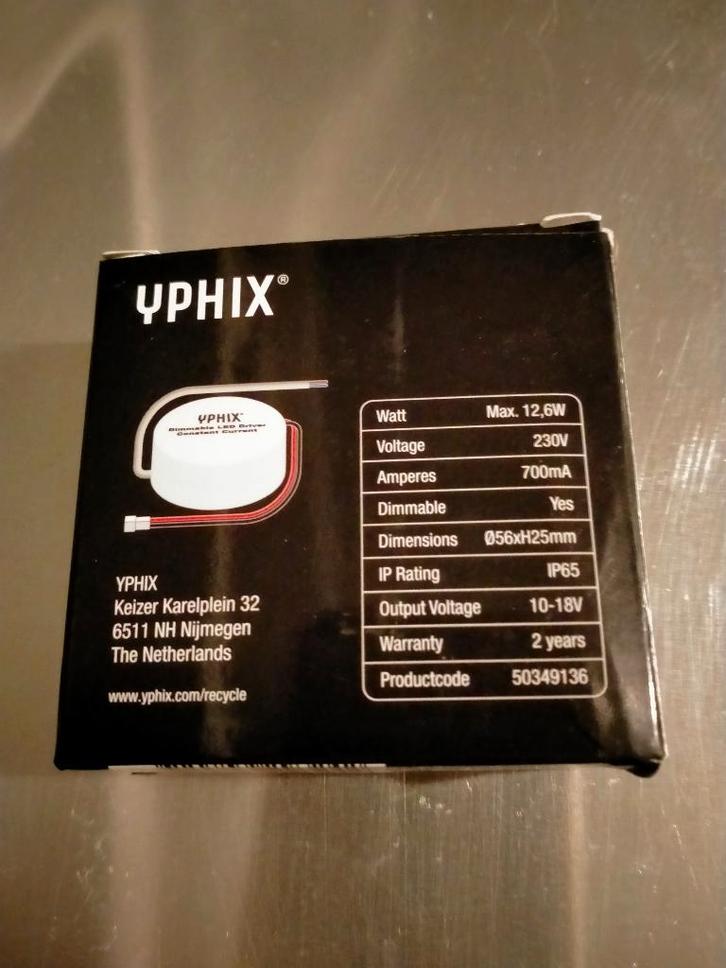 YPHIX®
YPHIX®
Dimmable LED Driver
Constant Current
Watt Max. 12,6W
Voltage 230V
Amperes 700mA
Dimmable Yes
Dimensions Ø56xH25mm
IP Rating IP65
Output Voltage 10-18V
Warranty 2 years
Productcode 50349136
YPHIX
Keizer Karelplein 32
6511 NH Nijmegen
The Netherlands
www.yphix.com/recycle